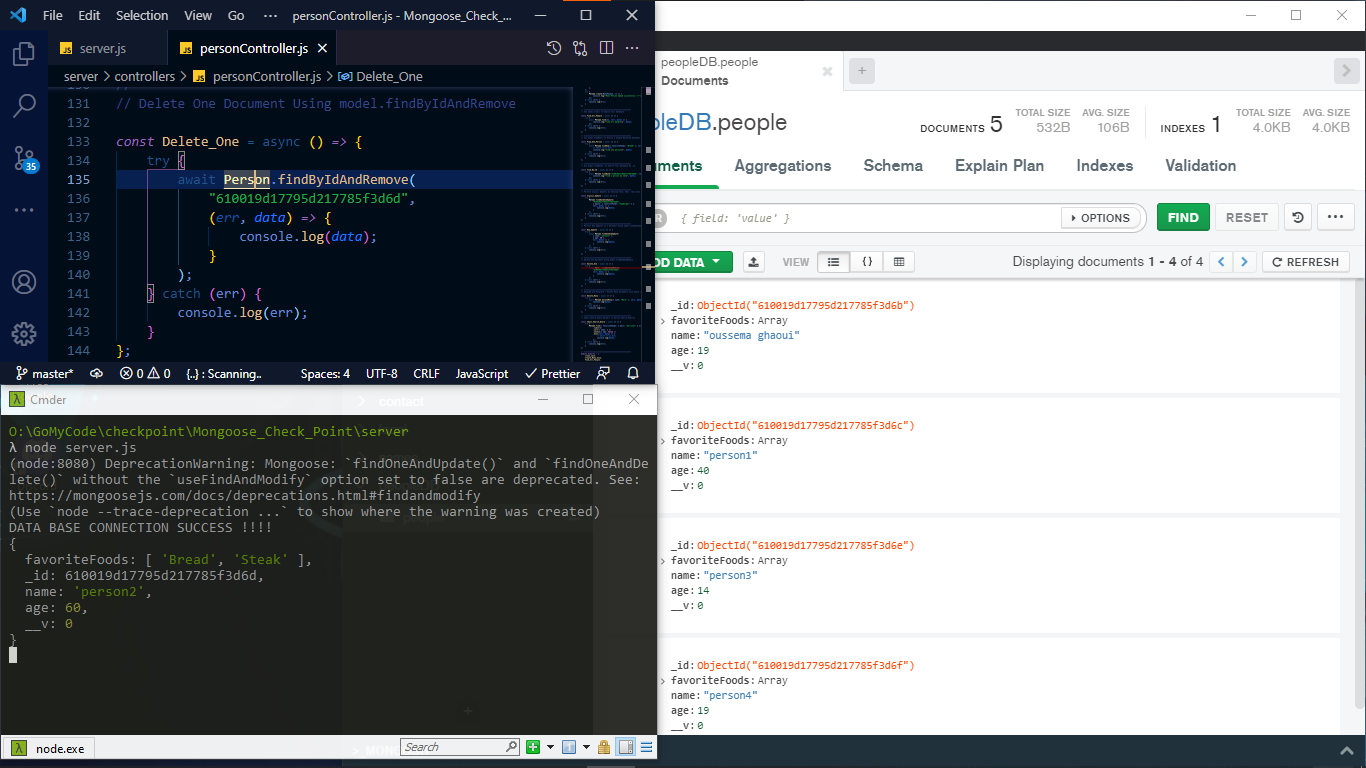 File Edit Selection View Go ··· personController.js - Mongoose_Check_...
server.js personController.js
server > controllers > personController.js > Delete_One
131 // Delete One Document Using model.findByIdAndRemove
132
133 const Delete_One = async () => {
134 try {
135 await Person.findByIdAndRemove(
136 "610019d17795d217785f3d6d",
137 (err, data) => {
138 console.log(data);
139 }
140 );
141 } catch (err) {
142 console.log(err);
143 }
144 };
35
master* 0 0 {..} : Scanning.. Spaces: 4 UTF-8 CRLF JavaScript Prettier
Cmder
O:\GoMyCode\checkpoint\Mongoose_Check_Point\server
λ node server.js
(node:8080) DeprecationWarning: Mongoose: `findOneAndUpdate()` and `findOneAndDe
lete()` without the `useFindAndModify` option set to false are deprecated. See:
https://mongoosejs.com/docs/deprecations.html#findandmodify
(Use `node --trace-deprecation ...` to show where the warning was created)
DATA BASE CONNECTION SUCCESS !!!!
{
favoriteFoods: [ 'Bread', 'Steak' ],
_id: 610019d17795d217785f3d6d,
name: 'person2',
age: 60,
__v: 0
}
node.exe
Search
peopleDB.people
Documents
pleDB.people
DOCUMENTS 5 TOTAL SIZE 532B AVG. SIZE 106B INDEXES 1 TOTAL SIZE 4.0KB AVG. SIZE 4.0KB
ments Aggregations Schema Explain Plan Indexes Validation
R { field: 'value' } OPTIONS FIND RESET ···
DD DATA VIEW {} Displaying documents 1 - 4 of 4 REFRESH
_id: ObjectId("610019d17795d217785f3d6b")
favoriteFoods: Array
name: "oussema ghaoui"
age: 19
__v: 0
_id: ObjectId("610019d17795d217785f3d6c")
favoriteFoods: Array
name: "person1"
age: 40
__v: 0
_id: ObjectId("610019d17795d217785f3d6e")
favoriteFoods: Array
name: "person3"
age: 14
__v: 0
_id: ObjectId("610019d17795d217785f3d6f")
favoriteFoods: Array
name: "person4"
age: 19
__v: 0